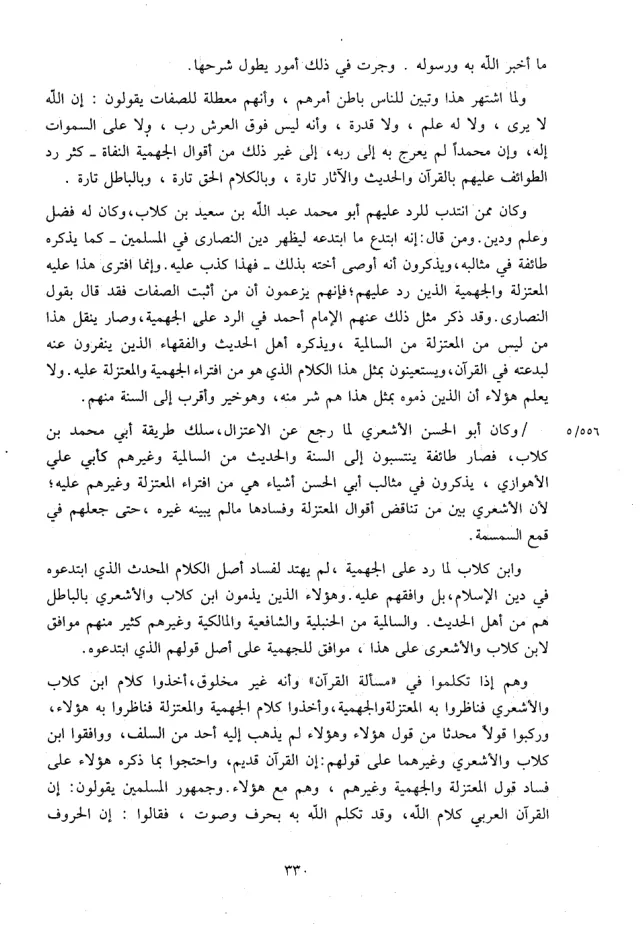 ما أخبر الله به ورسوله . وجرت في ذلك أمور يطول شرحها.
ولما اشتهر هذا وتبين للناس باطن أمرهم ، وأنهم معطلة للصفات يقولون : إن الله
لا يرى ، ولا له علم ، ولا قدرة ، وأنه ليس فوق العرش رب ، ولا على السموات
إله، وإن محمداً لم يعرج به إلى ربه، إلى غير ذلك من أقوال الجهمية النفاة ـ كثر رد
الطوائف عليهم بالقرآن والحديث والآثار تارة ، وبالكلام الحق تارة ، وبالباطل تارة .
وكان ممن انتدب للرد عليهم أبو محمد عبد الله بن سعيد بن كلاب، وكان له فضل
وعلم ودين. ومن قال: إنه ابتدع ما ابتدعه ليظهر دين النصارى في المسلمين ـ كما يذكره
طائفة في مثالبه، ويذكرون أنه أوصى أخته بذلك ـ فهذا كذب عليه. وإنما افترى هذا عليه
المعتزلة والجهمية الذين رد عليهم؛ فإنهم يزعمون أن من أثبت الصفات فقد قال بقول
النصارى. وقد ذكر مثل ذلك عنهم الإمام أحمد في الرد على الجهمية، وصار ينقل هذا
من ليس من المعتزلة من السالمية ، ويذكره أهل الحديث والفقهاء الذين ينفرون عنه
لبدعته في القرآن، ويستعينون بمثل هذا الكلام الذي هو من افتراء الجهمية والمعتزلة عليه. ولا
يعلم هؤلاء أن الذين ذموه بمثل هذا هم شر منه، وهو خير وأقرب إلى السنة منهم.
٥/٥٥٦ / وكان أبو الحسن الأشعري لما رجع عن الاعتزال، سلك طريقة أبي محمد بن
كلاب، فصار طائفة ينتسبون إلى السنة والحديث من السالمية وغيرهم كأبي علي
الأهوازي ، يذكرون في مثالب أبي الحسن أشياء هي من افتراء المعتزلة وغيرهم عليه؛
لأن الأشعري بين من تناقض أقوال المعتزلة وفسادها مالم يبينه غيره ، حتى جعلهم في
قمع السمسمة.
وابن كلاب لما رد على الجهمية ، لم يهتد لفساد أصل الكلام المحدث الذي ابتدعوه
في دين الإسلام، بل وافقهم عليه. وهؤلاء الذين يذمون ابن كلاب والأشعري بالباطل
هم من أهل الحديث. والسالمية من الحنبلية والشافعية والمالكية وغيرهم كثير منهم موافق
لابن كلاب والأشعرى على هذا ، موافق للجهمية على أصل قولهم الذي ابتدعوه.
وهم إذا تكلموا في «مسألة القرآن» وأنه غير مخلوق، أخذوا كلام ابن كلاب
والأشعري فناظروا به المعتزلة والجهمية، وأخذوا كلام الجهمية والمعتزلة فناظروا به هؤلاء،
وركبوا قولاً محدثا من قول هؤلاء وهؤلاء لم يذهب إليه أحد من السلف، ووافقوا ابن
كلاب والأشعري وغيرهما على قولهم: إن القرآن قديم، واحتجوا بما ذكره هؤلاء على
فساد قول المعتزلة والجهمية وغيرهم ، وهم مع هؤلاء. وجمهور المسلمين يقولون: إن
القرآن العربي كلام الله، وقد تكلم الله به بحرف وصوت ، فقالوا : إن الحروف
٣٣٠